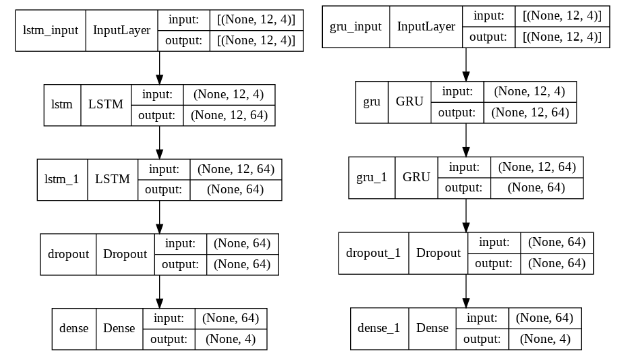 lstm_input InputLayer input: [(None, 12, 4)]
output: [(None, 12, 4)]
lstm LSTM input: (None, 12, 4)
output: (None, 12, 64)
lstm_1 LSTM input: (None, 12, 64)
output: (None, 64)
dropout Dropout input: (None, 64)
output: (None, 64)
dense Dense input: (None, 64)
output: (None, 4)
gru_input InputLayer input: [(None, 12, 4)]
output: [(None, 12, 4)]
gru GRU input: (None, 12, 4)
output: (None, 12, 64)
gru_1 GRU input: (None, 12, 64)
output: (None, 64)
dropout_1 Dropout input: (None, 64)
output: (None, 64)
dense_1 Dense input: (None, 64)
output: (None, 4)